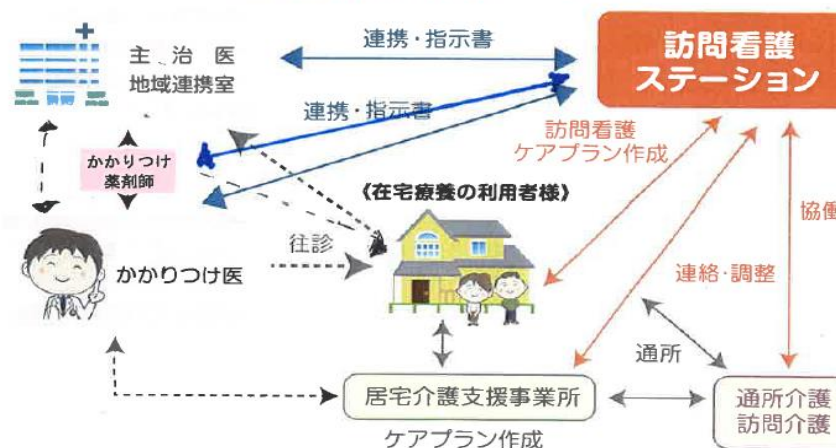 主治医
地域連携室
連携・指示書
訪問看護
ステーション
連携・指示書
かかりつけ
薬剤師
訪問看護
ケアプラン作成
《在宅療養の利用者様》
協働
往診
かかりつけ医
連絡・調整
通所
居宅介護支援事業所
ケアプラン作成
通所介護
訪問介護